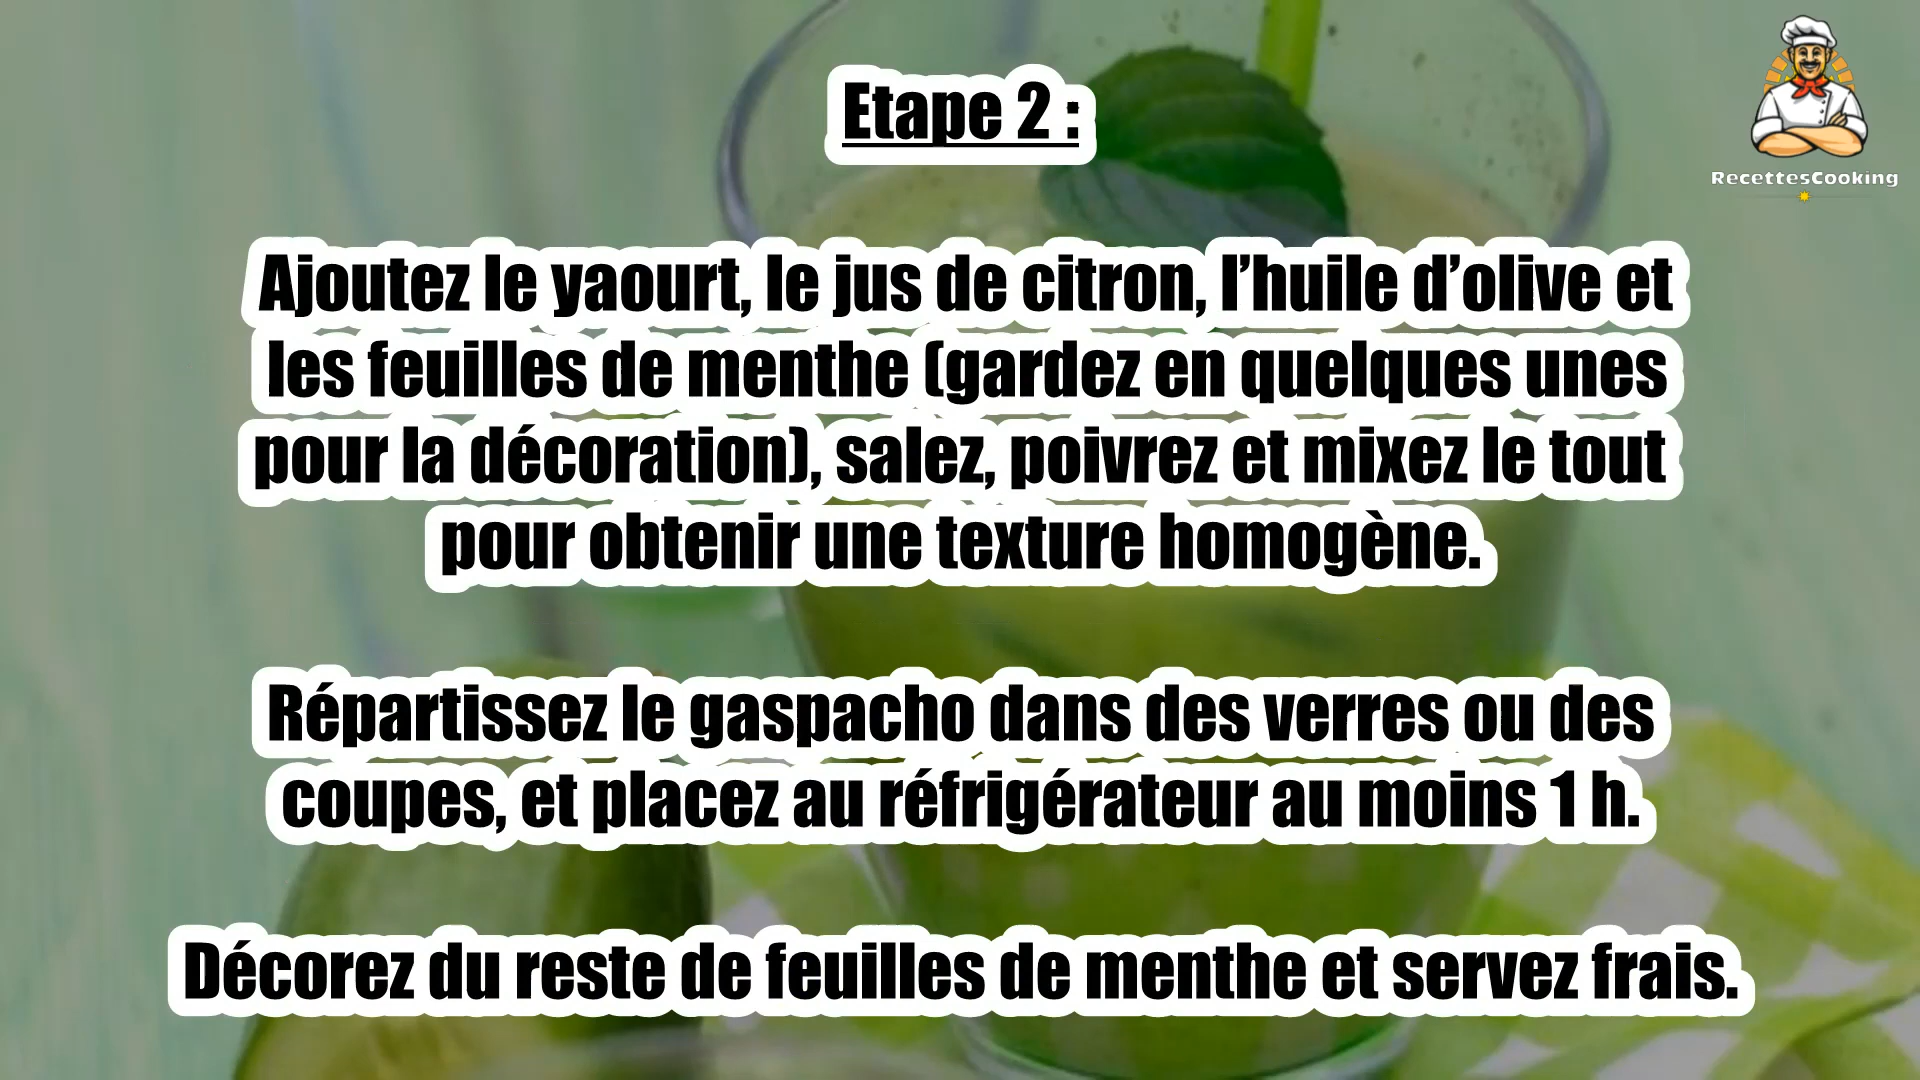 Etape 2 :
RecettesCooking
Ajoutez le yaourt, le jus de citron, l’huile d’olive et
les feuilles de menthe (gardez en quelques unes
pour la décoration), salez, poivrez et mixez le tout
pour obtenir une texture homogène.
Répartissez le gaspacho dans des verres ou des
coupes, et placez au réfrigérateur au moins 1 h.
Décorez du reste de feuilles de menthe et servez frais.